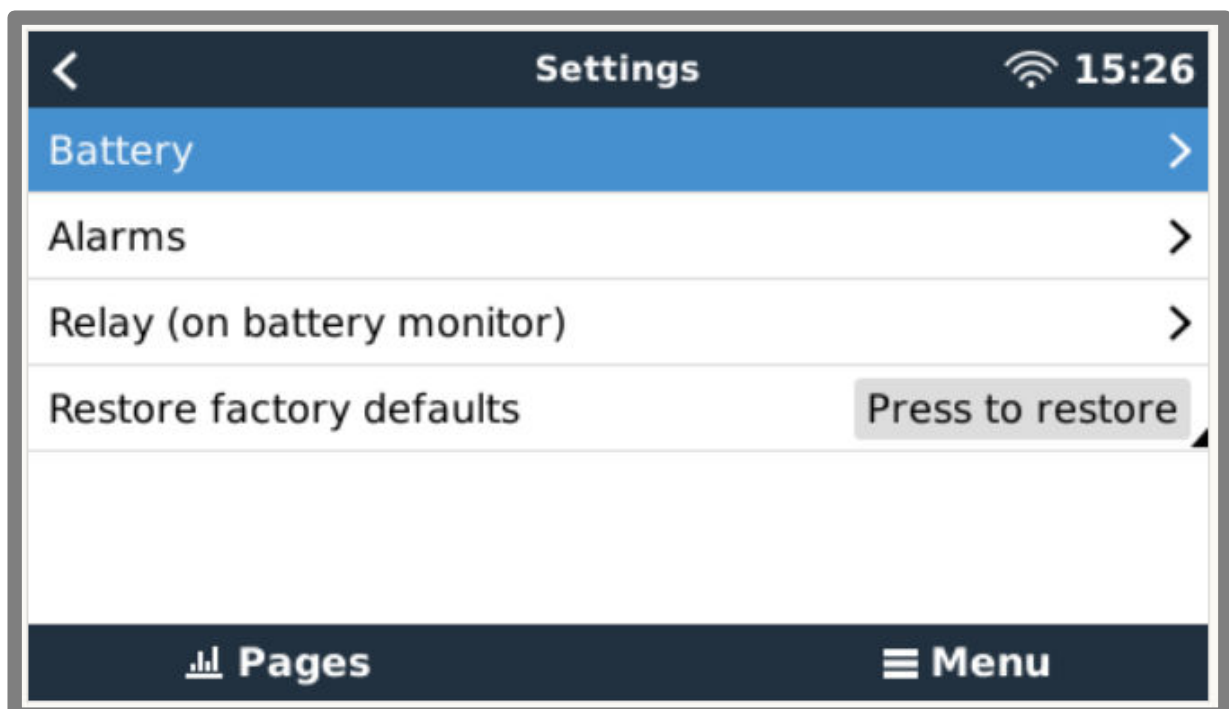 Settings 15:26
Battery
Alarms
Relay (on battery monitor)
Restore factory defaults Press to restore
Pages Menu